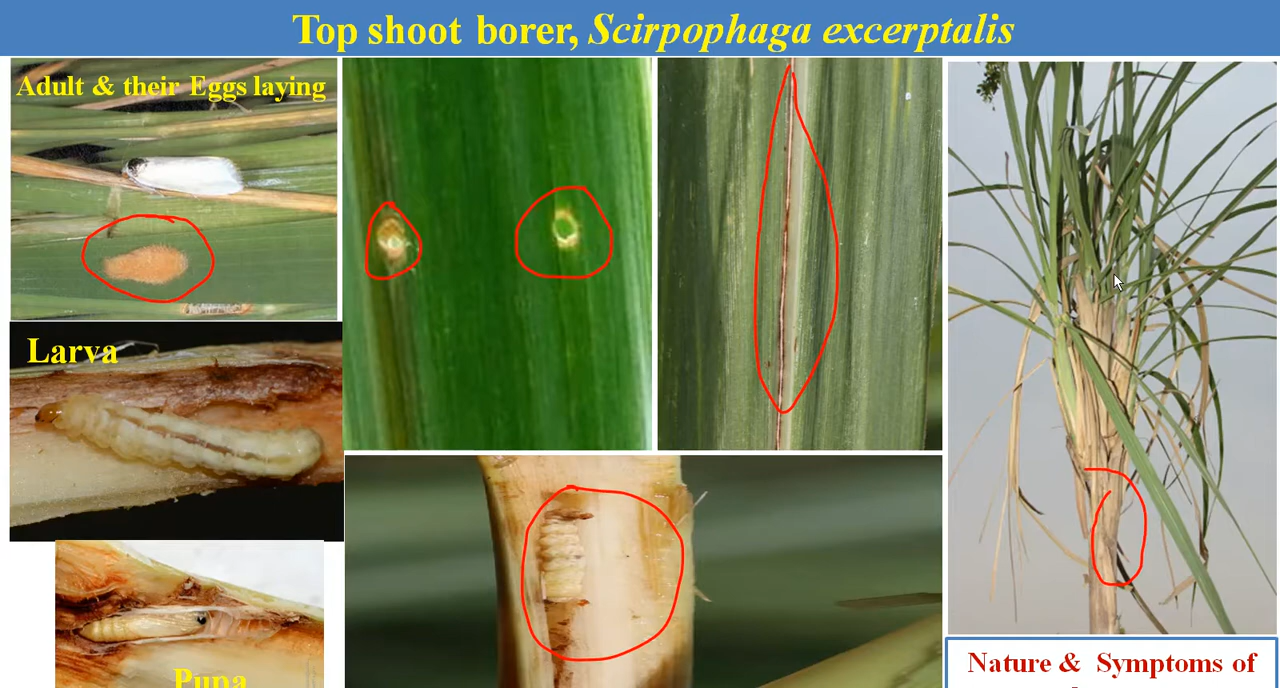 Top shoot borer, Scirpophaga excerptalis
Adult & their Eggs laying
Larva
Pupa
Nature & Symptoms of